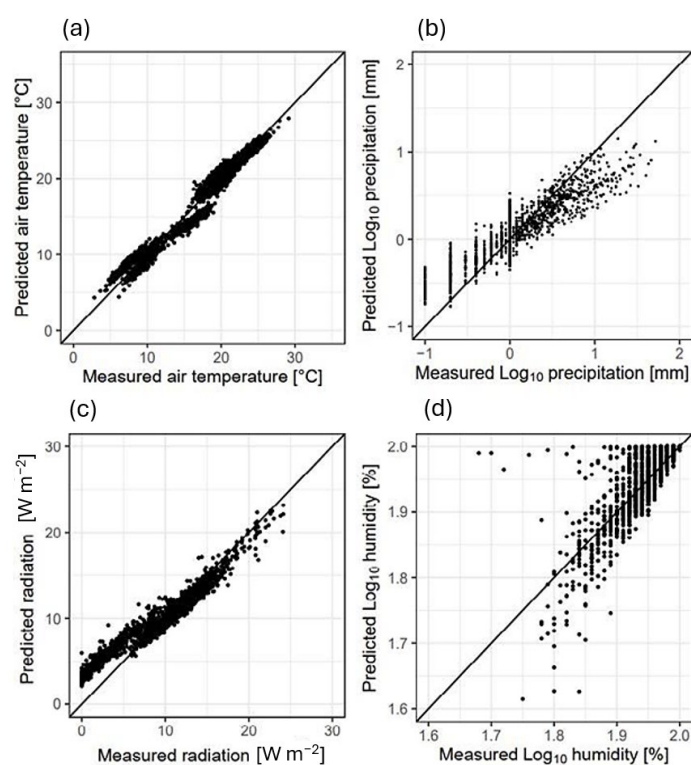 (a)
(b)
Predicted air temperature [°C]
30
20
10
0
0 10 20 30
Measured air temperature [°C]
Predicted Log₁₀ precipitation [mm]
2
1
0
−1
−1 0 1 2
Measured Log₁₀ precipitation [mm]
(c)
(d)
Predicted radiation [W m⁻²]
30
20
10
0
0 10 20 30
Measured radiation [W m⁻²]
Predicted Log₁₀ humidity [%]
2.0
1.9
1.8
1.7
1.6
1.6 1.7 1.8 1.9 2.0
Measured Log₁₀ humidity [%]